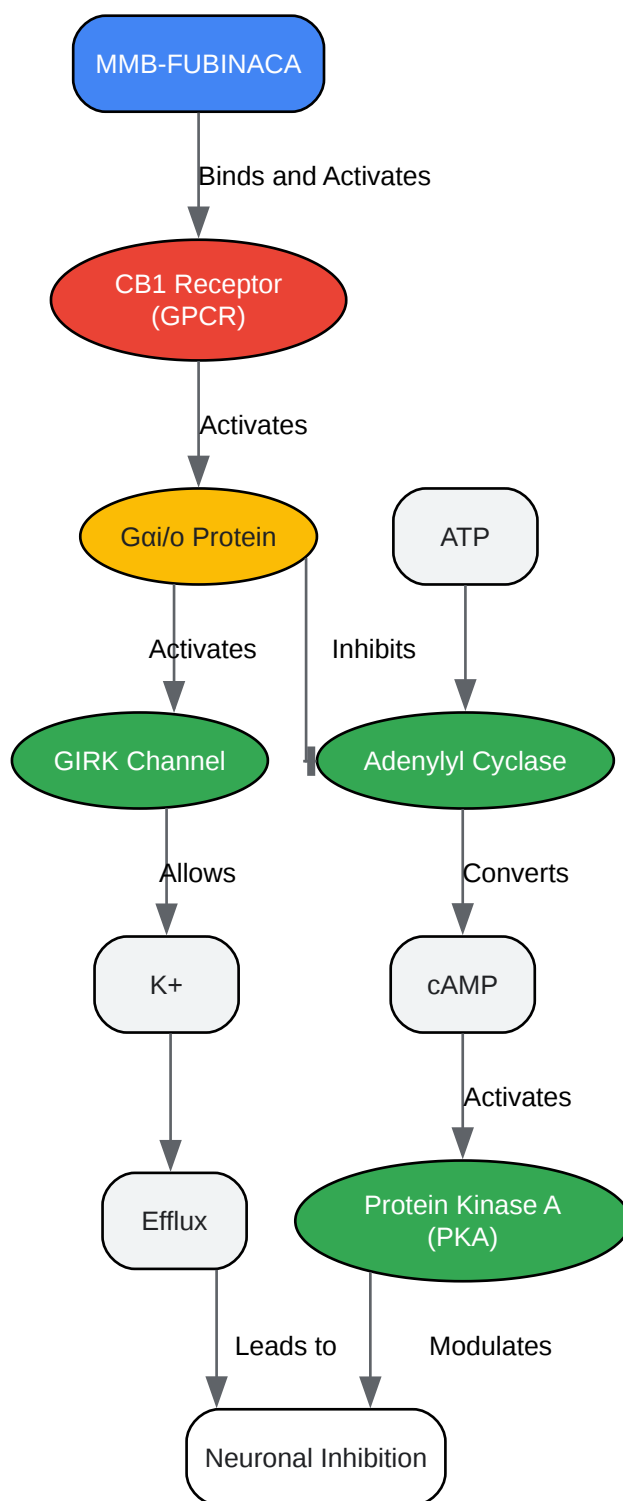 MMB-FUBINACA
Binds and Activates
CB1 Receptor
(GPCR)
Activates
Gαi/o Protein
ATP
Activates
Inhibits
GIRK Channel
Adenylyl Cyclase
Allows
Converts
K+
cAMP
Activates
Efflux
Protein Kinase A
(PKA)
Leads to
Modulates
Neuronal Inhibition